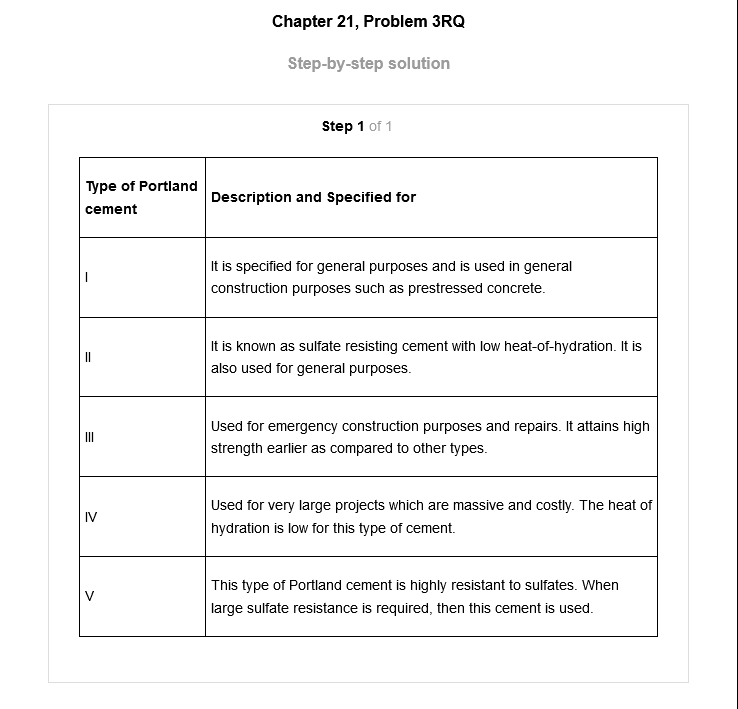 Chapter 21, Problem 3RQ
Step-by-step solution
Step 1 of 1
Type of Portland
cement
Description and Specified for
I
It is specified for general purposes and is used in general
construction purposes such as prestressed concrete.
II
It is known as sulfate resisting cement with low heat-of-hydration. It is
also used for general purposes.
III
Used for emergency construction purposes and repairs. It attains high
strength earlier as compared to other types.
IV
Used for very large projects which are massive and costly. The heat of
hydration is low for this type of cement.
V
This type of Portland cement is highly resistant to sulfates. When
large sulfate resistance is required, then this cement is used.